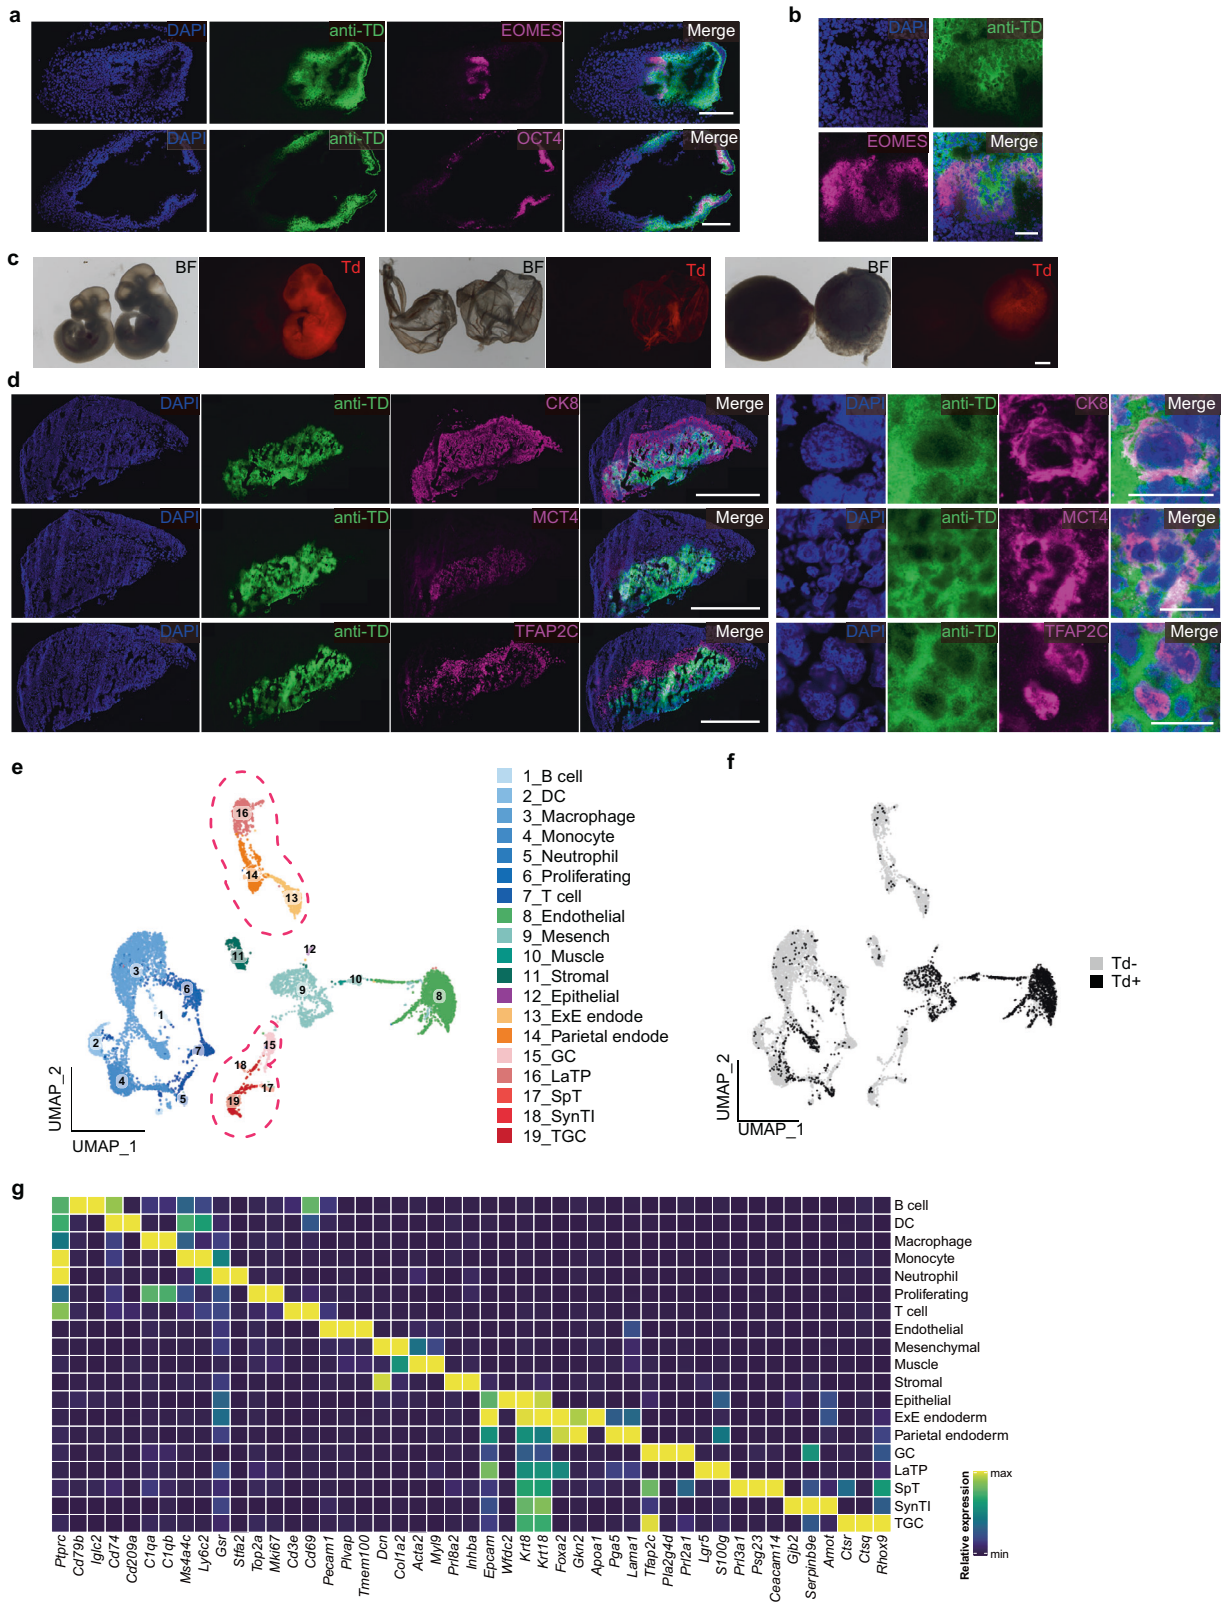 a
DAPI anti-TD EOMES Merge
DAPI anti-TD OCT4 Merge
b
DAPI anti-TD
EOMES Merge
c
BF Td BF Td BF Td
d
DAPI anti-TD CK8 Merge DAPI anti-TD CK8 Merge
DAPI anti-TD MCT4 Merge DAPI anti-TD MCT4 Merge
DAPI anti-TD TFAP2C Merge DAPI anti-TD TFAP2C Merge
e
16
14
13
12
11
3
10
6
9
8
1
2
15
7
18
4
17
5
19
UMAP_2
UMAP_1
1_B cell
2_DC
3_Macrophage
4_Monocyte
5_Neutrophil
6_Proliferating
7_T cell
8_Endothelial
9_Mesench
10_Muscle
11_Stromal
12_Epithelial
13_ExE endode
14_Parietal endode
15_GC
16_LaTP
17_SpT
18_SynTI
19_TGC
f
Td-
Td+
UMAP_2
UMAP_1
g
B cell
DC
Macrophage
Monocyte
Neutrophil
Proliferating
T cell
Endothelial
Mesenchymal
Muscle
Stromal
Epithelial
ExE endoderm
Parietal endoderm
GC
LaTP
SpT
SynTI
TGC
Ptprc
Cd79b
Iglc2
Cd74
Cd209a
C1qa
C1qb
Ms4a4c
Ly6c2
Gsr
Stfa2l
Top2a
Mki67
Cd3e
Cd69
Pecam1
Plvap
Tmem100
Dcn
Col1a2
Acta2
Myl9
Prl8a2
Inhba
Epcam
Wfdc2
Krt8
Krt18
Foxa2
Gkn2
Apoa1
Pga5
Lama1
Tfap2c
Pla2g4d
Prl2a1
Lgr5
S100g
Prl3a1
Psg23
Ceacam14
Gjb2
Serpinb9e
Amot
Ctsr
Ctsq
Rhox9
Relative expression
max
min